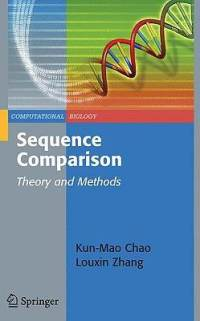 COMPUTATIONAL BIOLOGY
Sequence
Comparison
Theory and Methods
Kun-Mao Chao
Louxin Zhang
Springer